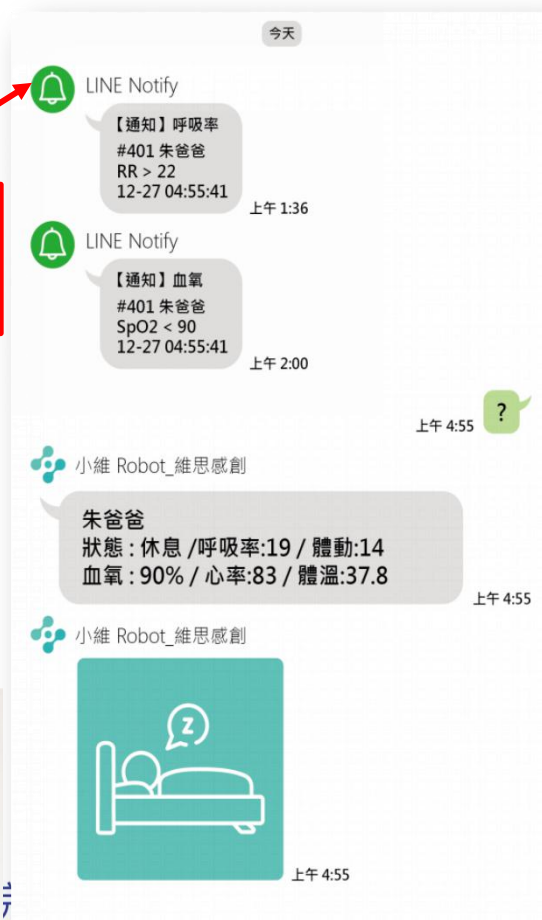 今天
LINE Notify
【通知】呼吸率
#401 朱爸爸
RR > 22
12-27 04:55:41
上午 1:36
LINE Notify
【通知】血氧
#401 朱爸爸
SpO2 < 90
12-27 04:55:41
上午 2:00
?
上午 4:55
小維 Robot_維思感創
朱爸爸
狀態 : 休息 /呼吸率:19 / 體動:14
血氧 : 90% / 心率:83 / 體溫:37.8
上午 4:55
小維 Robot_維思感創
z
上午 4:55